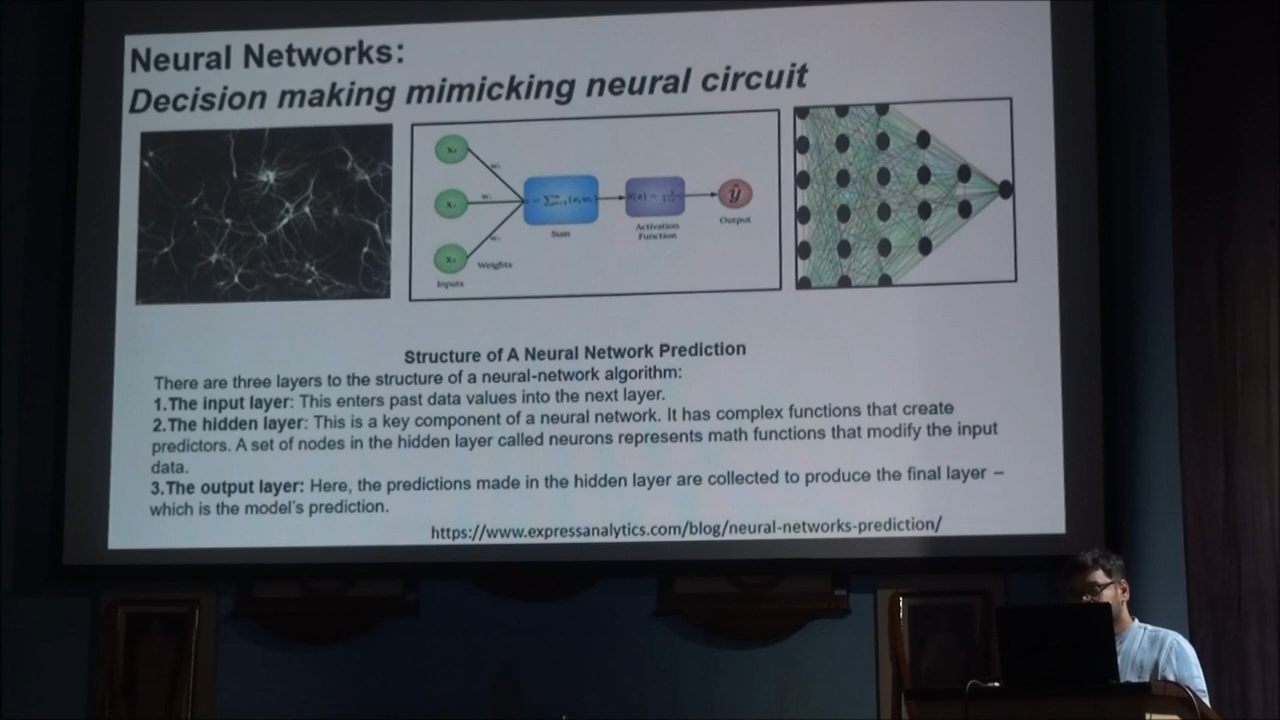 Neural Networks:
Decision making mimicking neural circuit
X₁
Sum
Activation
Function
ŷ
Output
Weights
Inputs
Structure of A Neural Network Prediction
There are three layers to the structure of a neural-network algorithm:
1.The input layer: This enters past data values into the next layer.
2.The hidden layer: This is a key component of a neural network. It has complex functions that create
predictors. A set of nodes in the hidden layer called neurons represents math functions that modify the input
data.
3.The output layer: Here, the predictions made in the hidden layer are collected to produce the final layer –
which is the model's prediction.
https://www.expressanalytics.com/blog/neural-networks-prediction/